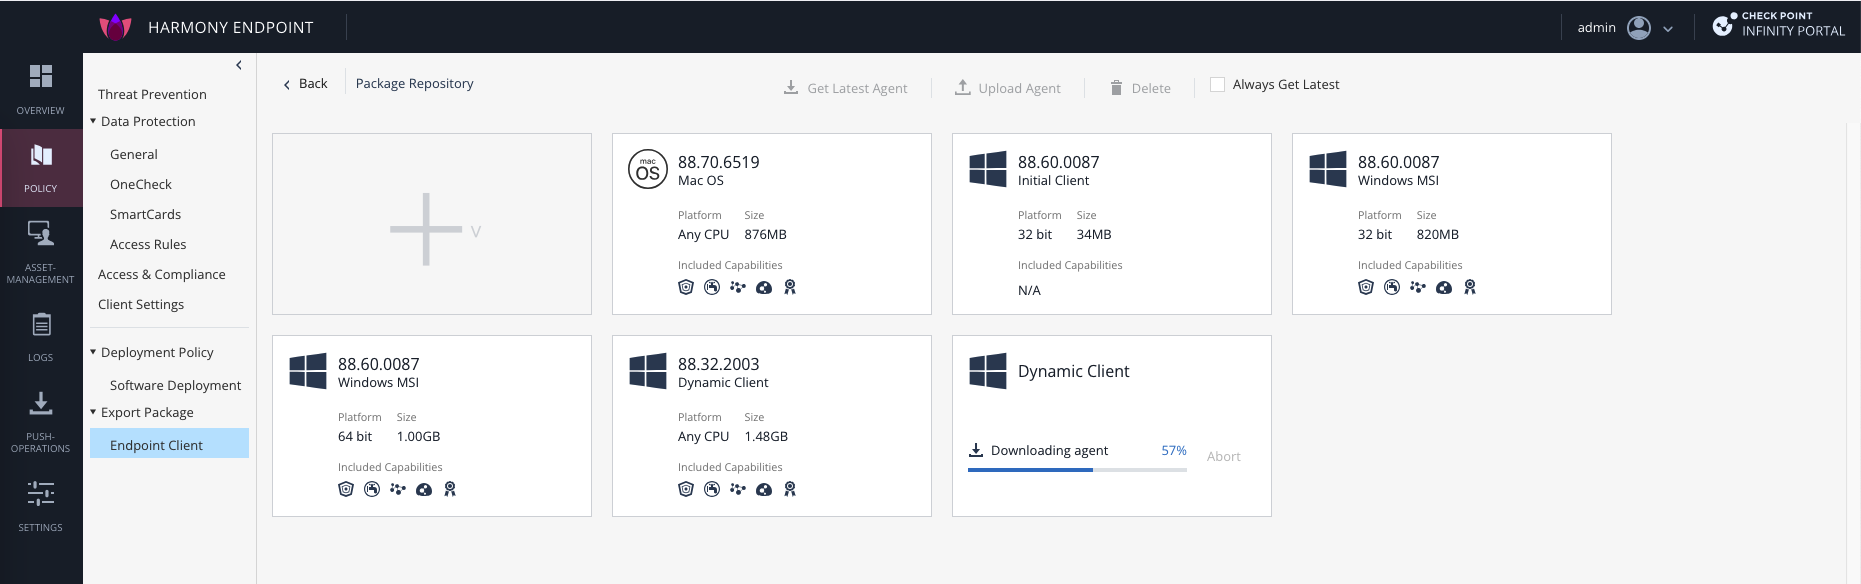 HARMONY ENDPOINT
admin
CHECK POINT
INFINITY PORTAL
OVERVIEW
POLICY
ASSET-
MANAGEMENT
LOGS
PUSH-
OPERATIONS
SETTINGS
Threat Prevention
Data Protection
General
OneCheck
SmartCards
Access Rules
Access & Compliance
Client Settings
Deployment Policy
Software Deployment
Export Package
Endpoint Client
Back
Package Repository
Get Latest Agent
Upload Agent
Delete
Always Get Latest
V
mac
OS
88.70.6519
Mac OS
Platform Size
Any CPU 876MB
Included Capabilities
88.60.0087
Initial Client
Platform Size
32 bit 34MB
Included Capabilities
N/A
88.60.0087
Windows MSI
Platform Size
32 bit 820MB
Included Capabilities
88.60.0087
Windows MSI
Platform Size
64 bit 1.00GB
Included Capabilities
88.32.2003
Dynamic Client
Platform Size
Any CPU 1.48GB
Included Capabilities
Dynamic Client
Downloading agent 57%
Abort